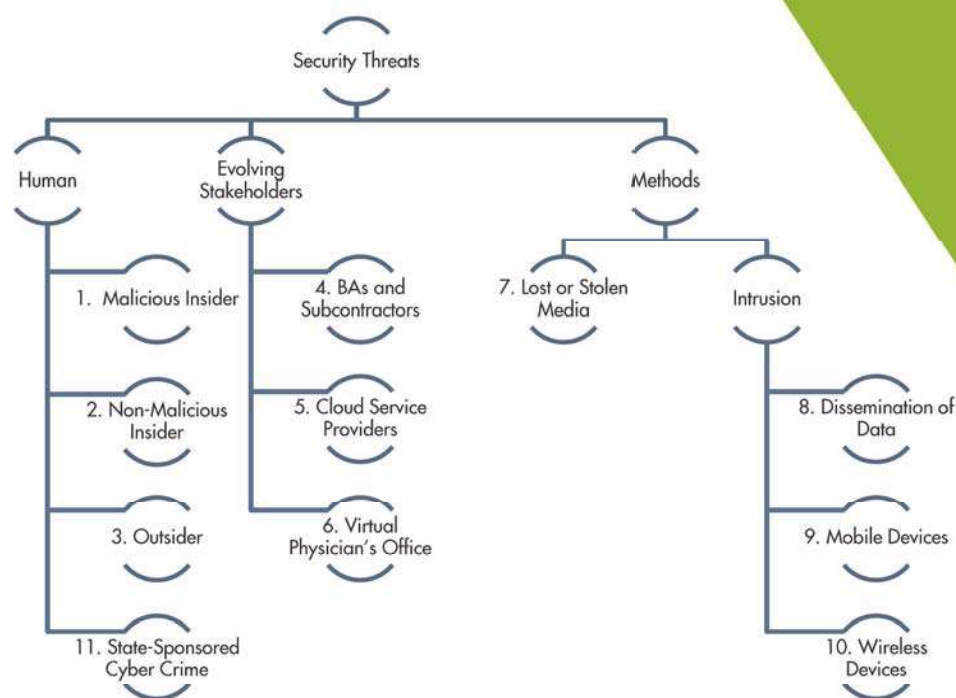 Security Threats
Human
Evolving
Stakeholders
Methods
1. Malicious Insider
2. Non-Malicious
Insider
3. Outsider
11. State-Sponsored
Cyber Crime
4. BAs and
Subcontractors
5. Cloud Service
Providers
6. Virtual
Physician's Office
7. Lost or Stolen
Media
Intrusion
8. Dissemination of
Data
9. Mobile Devices
10. Wireless
Devices